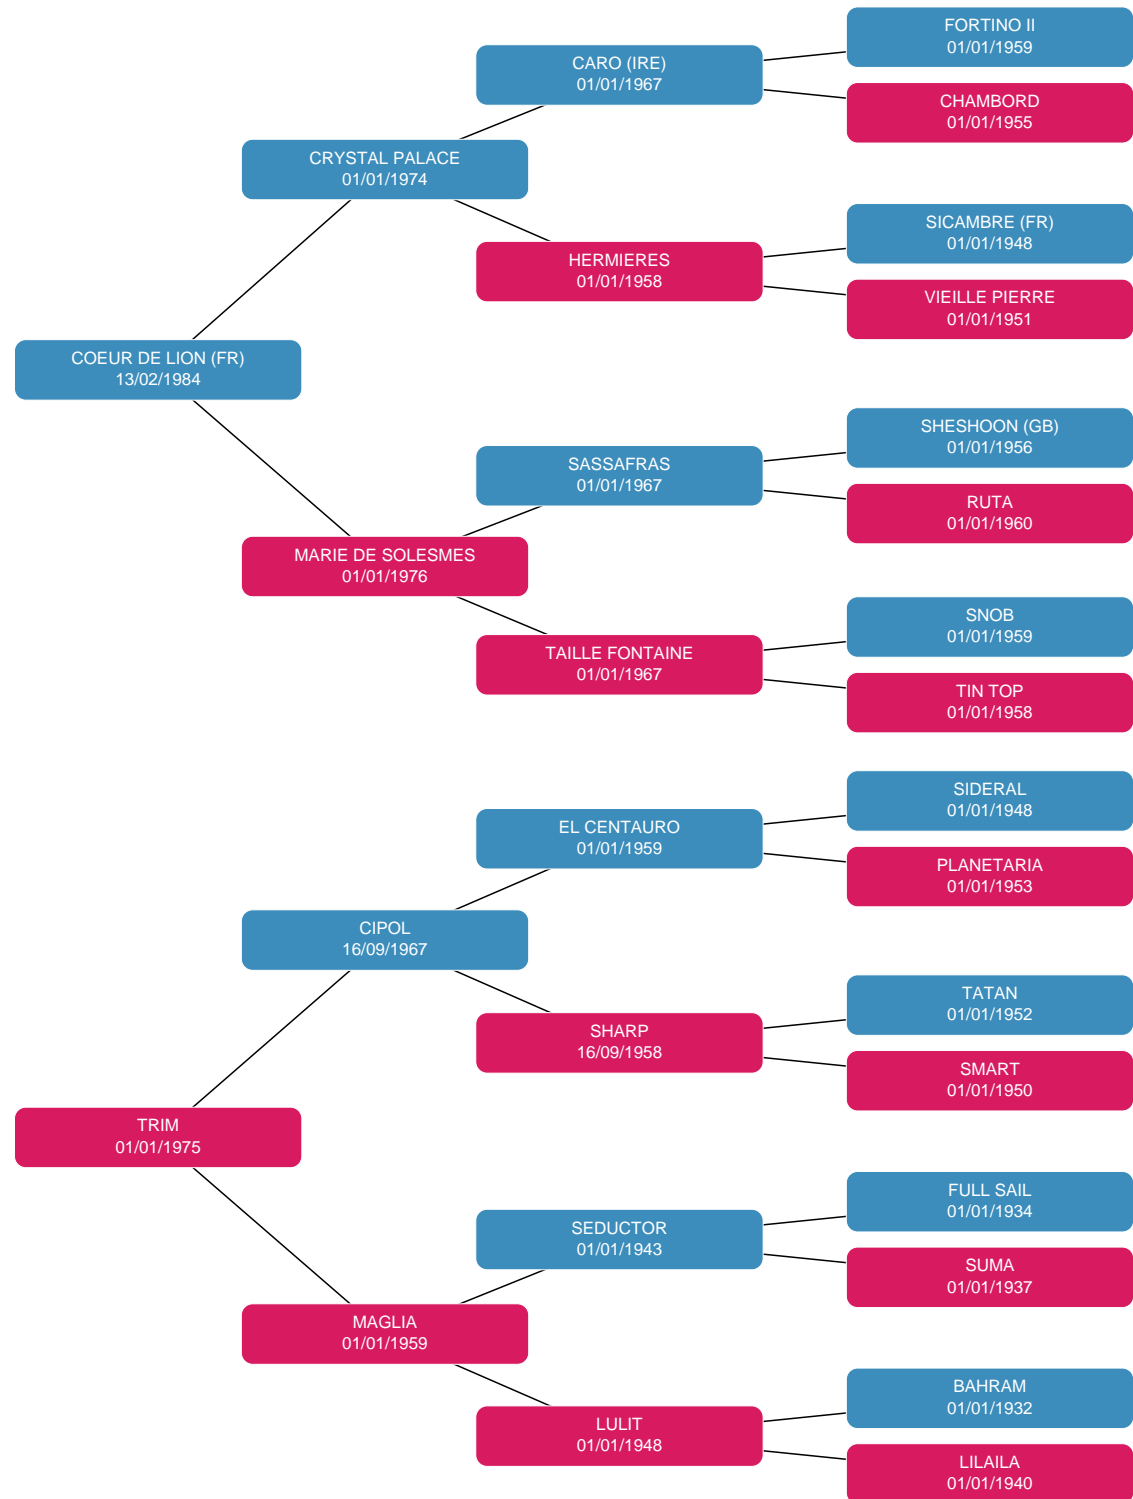 FORTINO II
01/01/1959
CARO (IRE)
01/01/1967
CHAMBORD
01/01/1955
CRYSTAL PALACE
01/01/1974
SICAMBRE (FR)
01/01/1948
HERMIERES
01/01/1958
VIEILLE PIERRE
01/01/1951
COEUR DE LION (FR)
13/02/1984
SHESHOON (GB)
01/01/1956
SASSAFRAS
01/01/1967
RUTA
01/01/1960
MARIE DE SOLESMES
01/01/1976
SNOB
01/01/1959
TAILLE FONTAINE
01/01/1967
TIN TOP
01/01/1958
SIDERAL
01/01/1948
EL CENTAURO
01/01/1959
PLANETARIA
01/01/1953
CIPOL
16/09/1967
TATAN
01/01/1952
SHARP
16/09/1958
SMART
01/01/1950
TRIM
01/01/1975
FULL SAIL
01/01/1934
SEDUCTOR
01/01/1943
SUMA
01/01/1937
MAGLIA
01/01/1959
BAHRAM
01/01/1932
LULIT
01/01/1948
LILAILA
01/01/1940